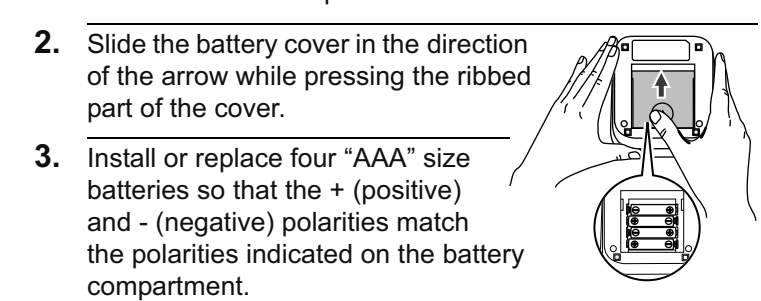 2. Slide the battery cover in the direction
of the arrow while pressing the ribbed
part of the cover.
3. Install or replace four “AAA” size
batteries so that the + (positive)
and - (negative) polarities match
the polarities indicated on the battery
compartment.